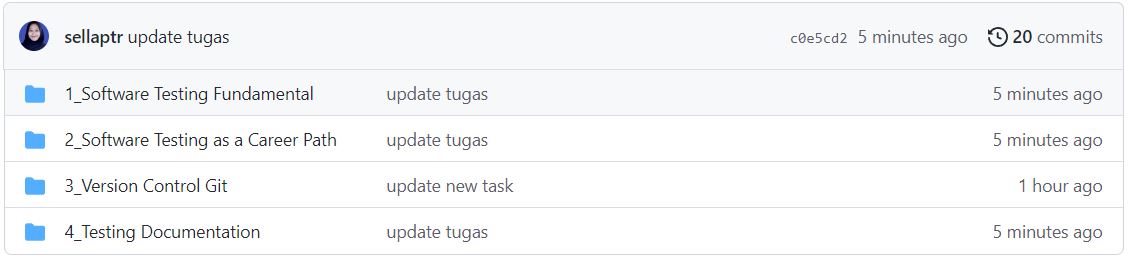 sellaptr update tugas c0e5cd2 5 minutes ago 20 commits
1_Software Testing Fundamental update tugas 5 minutes ago
2_Software Testing as a Career Path update tugas 5 minutes ago
3_Version Control Git update new task 1 hour ago
4_Testing Documentation update tugas 5 minutes ago